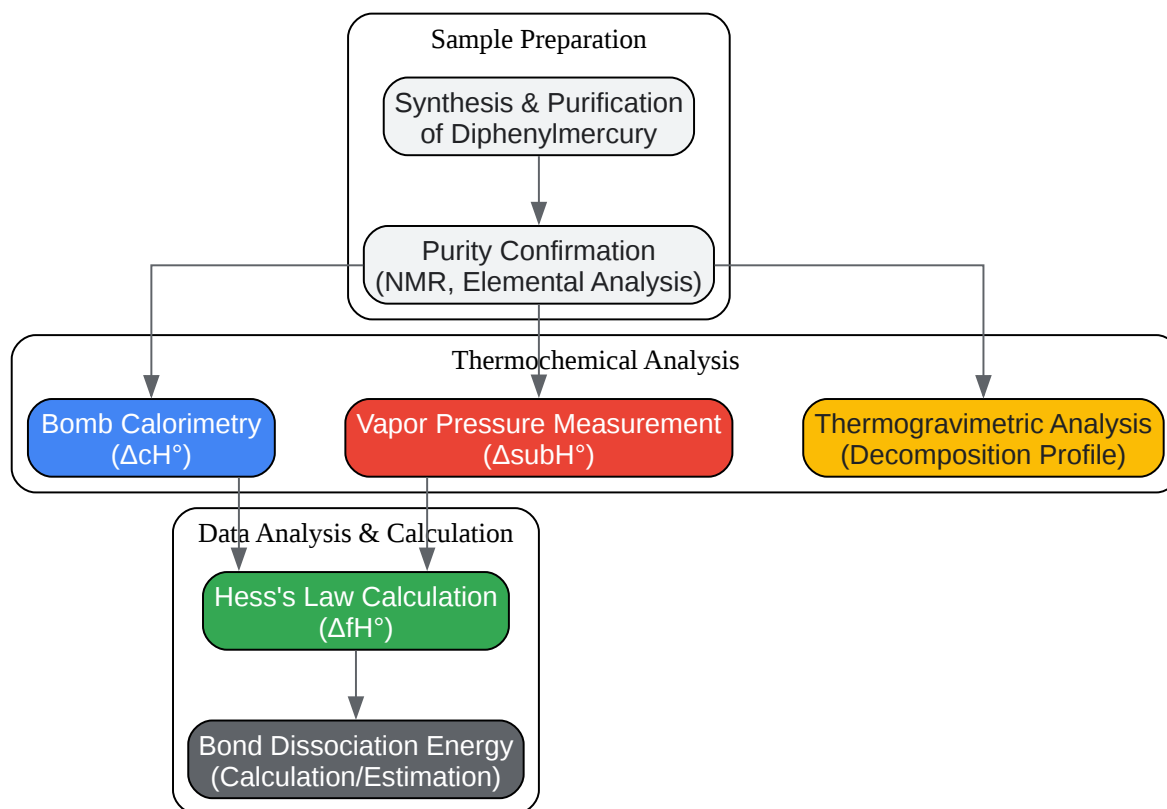 Sample Preparation
Synthesis & Purification
of Diphenylmercury
Purity Confirmation
(NMR, Elemental Analysis)
Thermochemical Analysis
Bomb Calorimetry
(ΔcH°)
Vapor Pressure Measurement
(ΔsubH°)
Thermogravimetric Analysis
(Decomposition Profile)
Data Analysis & Calculation
Hess's Law Calculation
(ΔfH°)
Bond Dissociation Energy
(Calculation/Estimation)